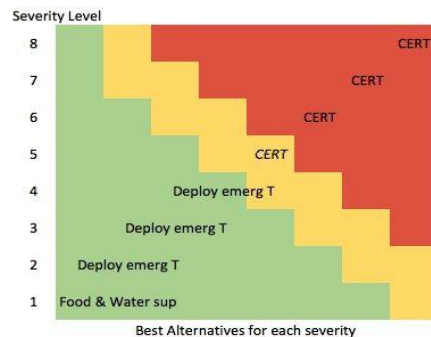 Severity Level
8 CERT
7 CERT
6 CERT
5 CERT
4 Deploy emerg T
3 Deploy emerg T
2 Deploy emerg T
1 Food & Water sup
Best Alternatives for each severity